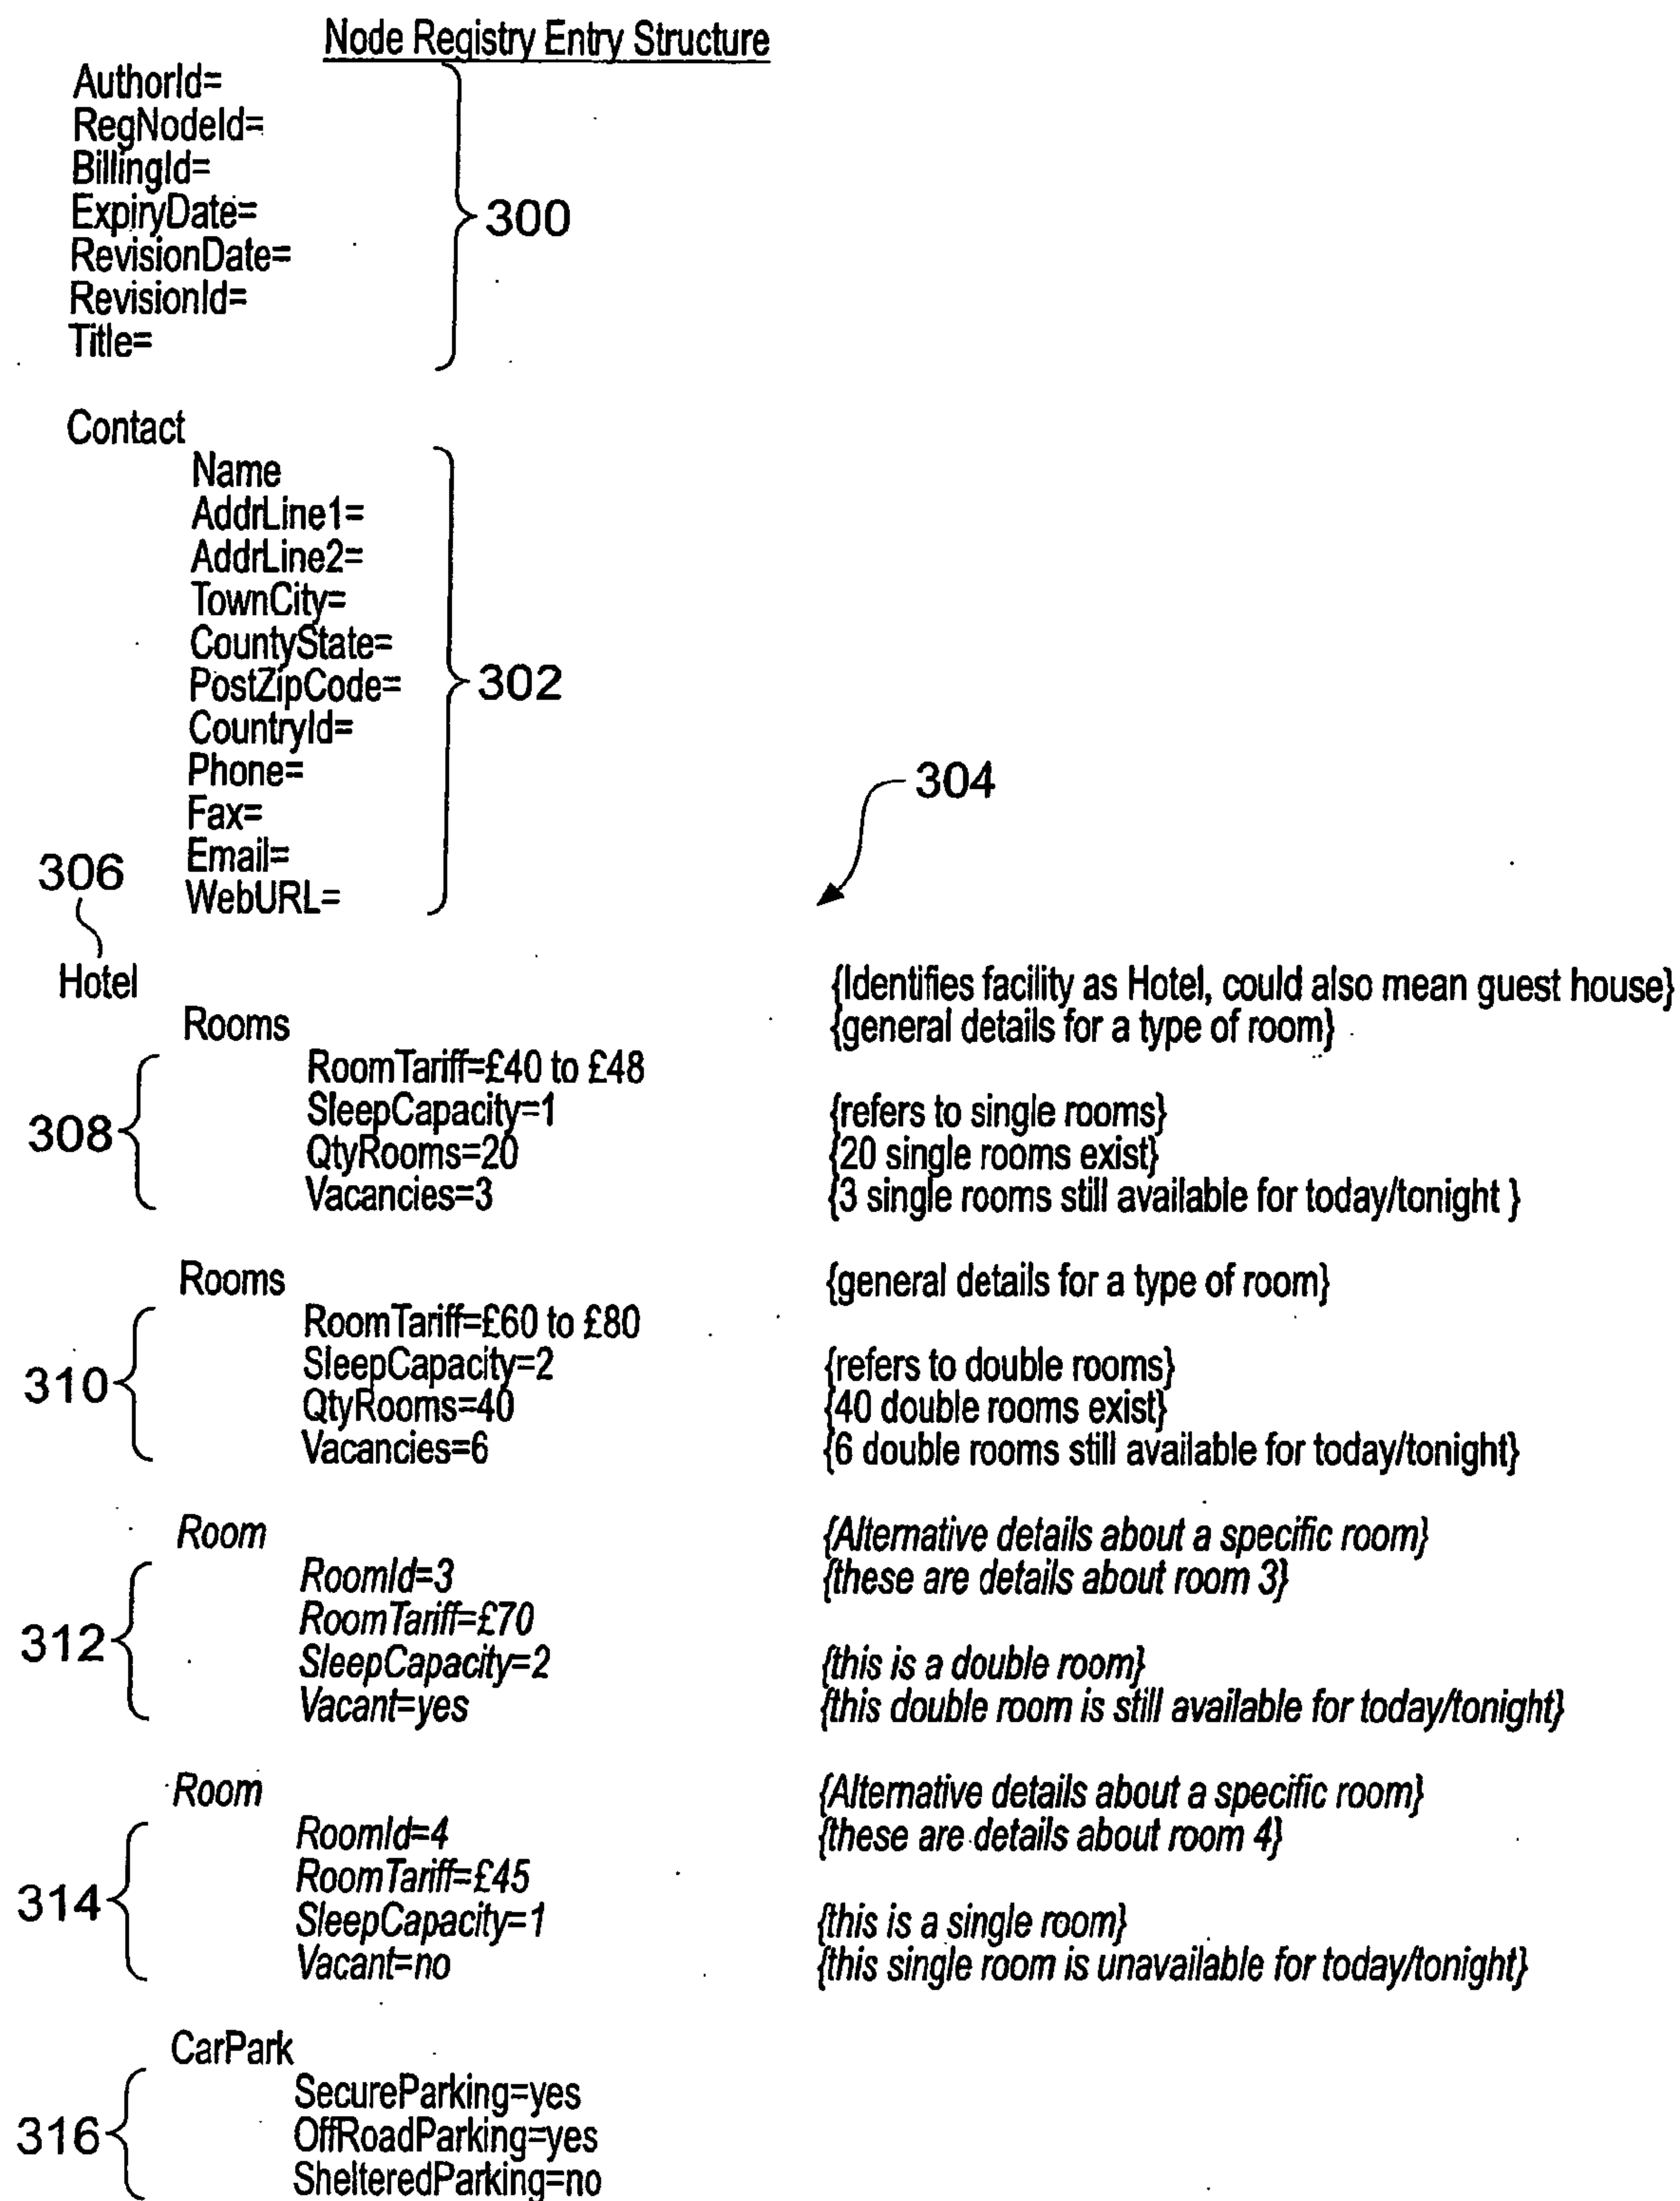 Node Registry Entry Structure
AuthorId=
RegNodeId=
BillingId=
ExpiryDate=
300
RevisionDate=
RevisionId=
Title=
Contact
Name
AddrLine1=
AddrLine2=
TownCity=
CountyState=
PostZipCode=
302
CountryId=
Phone=
304
Fax=
Email=
306
WebURL=
Hotel {Identifies facility as Hotel, could also mean guest house}
Rooms {general details for a type of room}
RoomTariff=£40 to £48
SleepCapacity=1 {refers to single rooms}
308
QtyRooms=20 {20 single rooms exist}
Vacancies=3 {3 single rooms still available for today/tonight }
Rooms {general details for a type of room}
RoomTariff=£60 to £80
SleepCapacity=2 {refers to double rooms}
310
QtyRooms=40 {40 double rooms exist}
Vacancies=6 {6 double rooms still available for today/tonight}
Room {Alternative details about a specific room}
RoomId=3 {these are details about room 3}
RoomTariff=£70
312
SleepCapacity=2 {this is a double room}
Vacant=yes {this double room is still available for today/tonight}
Room {Alternative details about a specific room}
RoomId=4 {these are details about room 4}
RoomTariff=£45
314
SleepCapacity=1 {this is a single room}
Vacant=no {this single room is unavailable for today/tonight}
CarPark
SecureParking=yes
316
OffRoadParking=yes
ShelteredParking=no